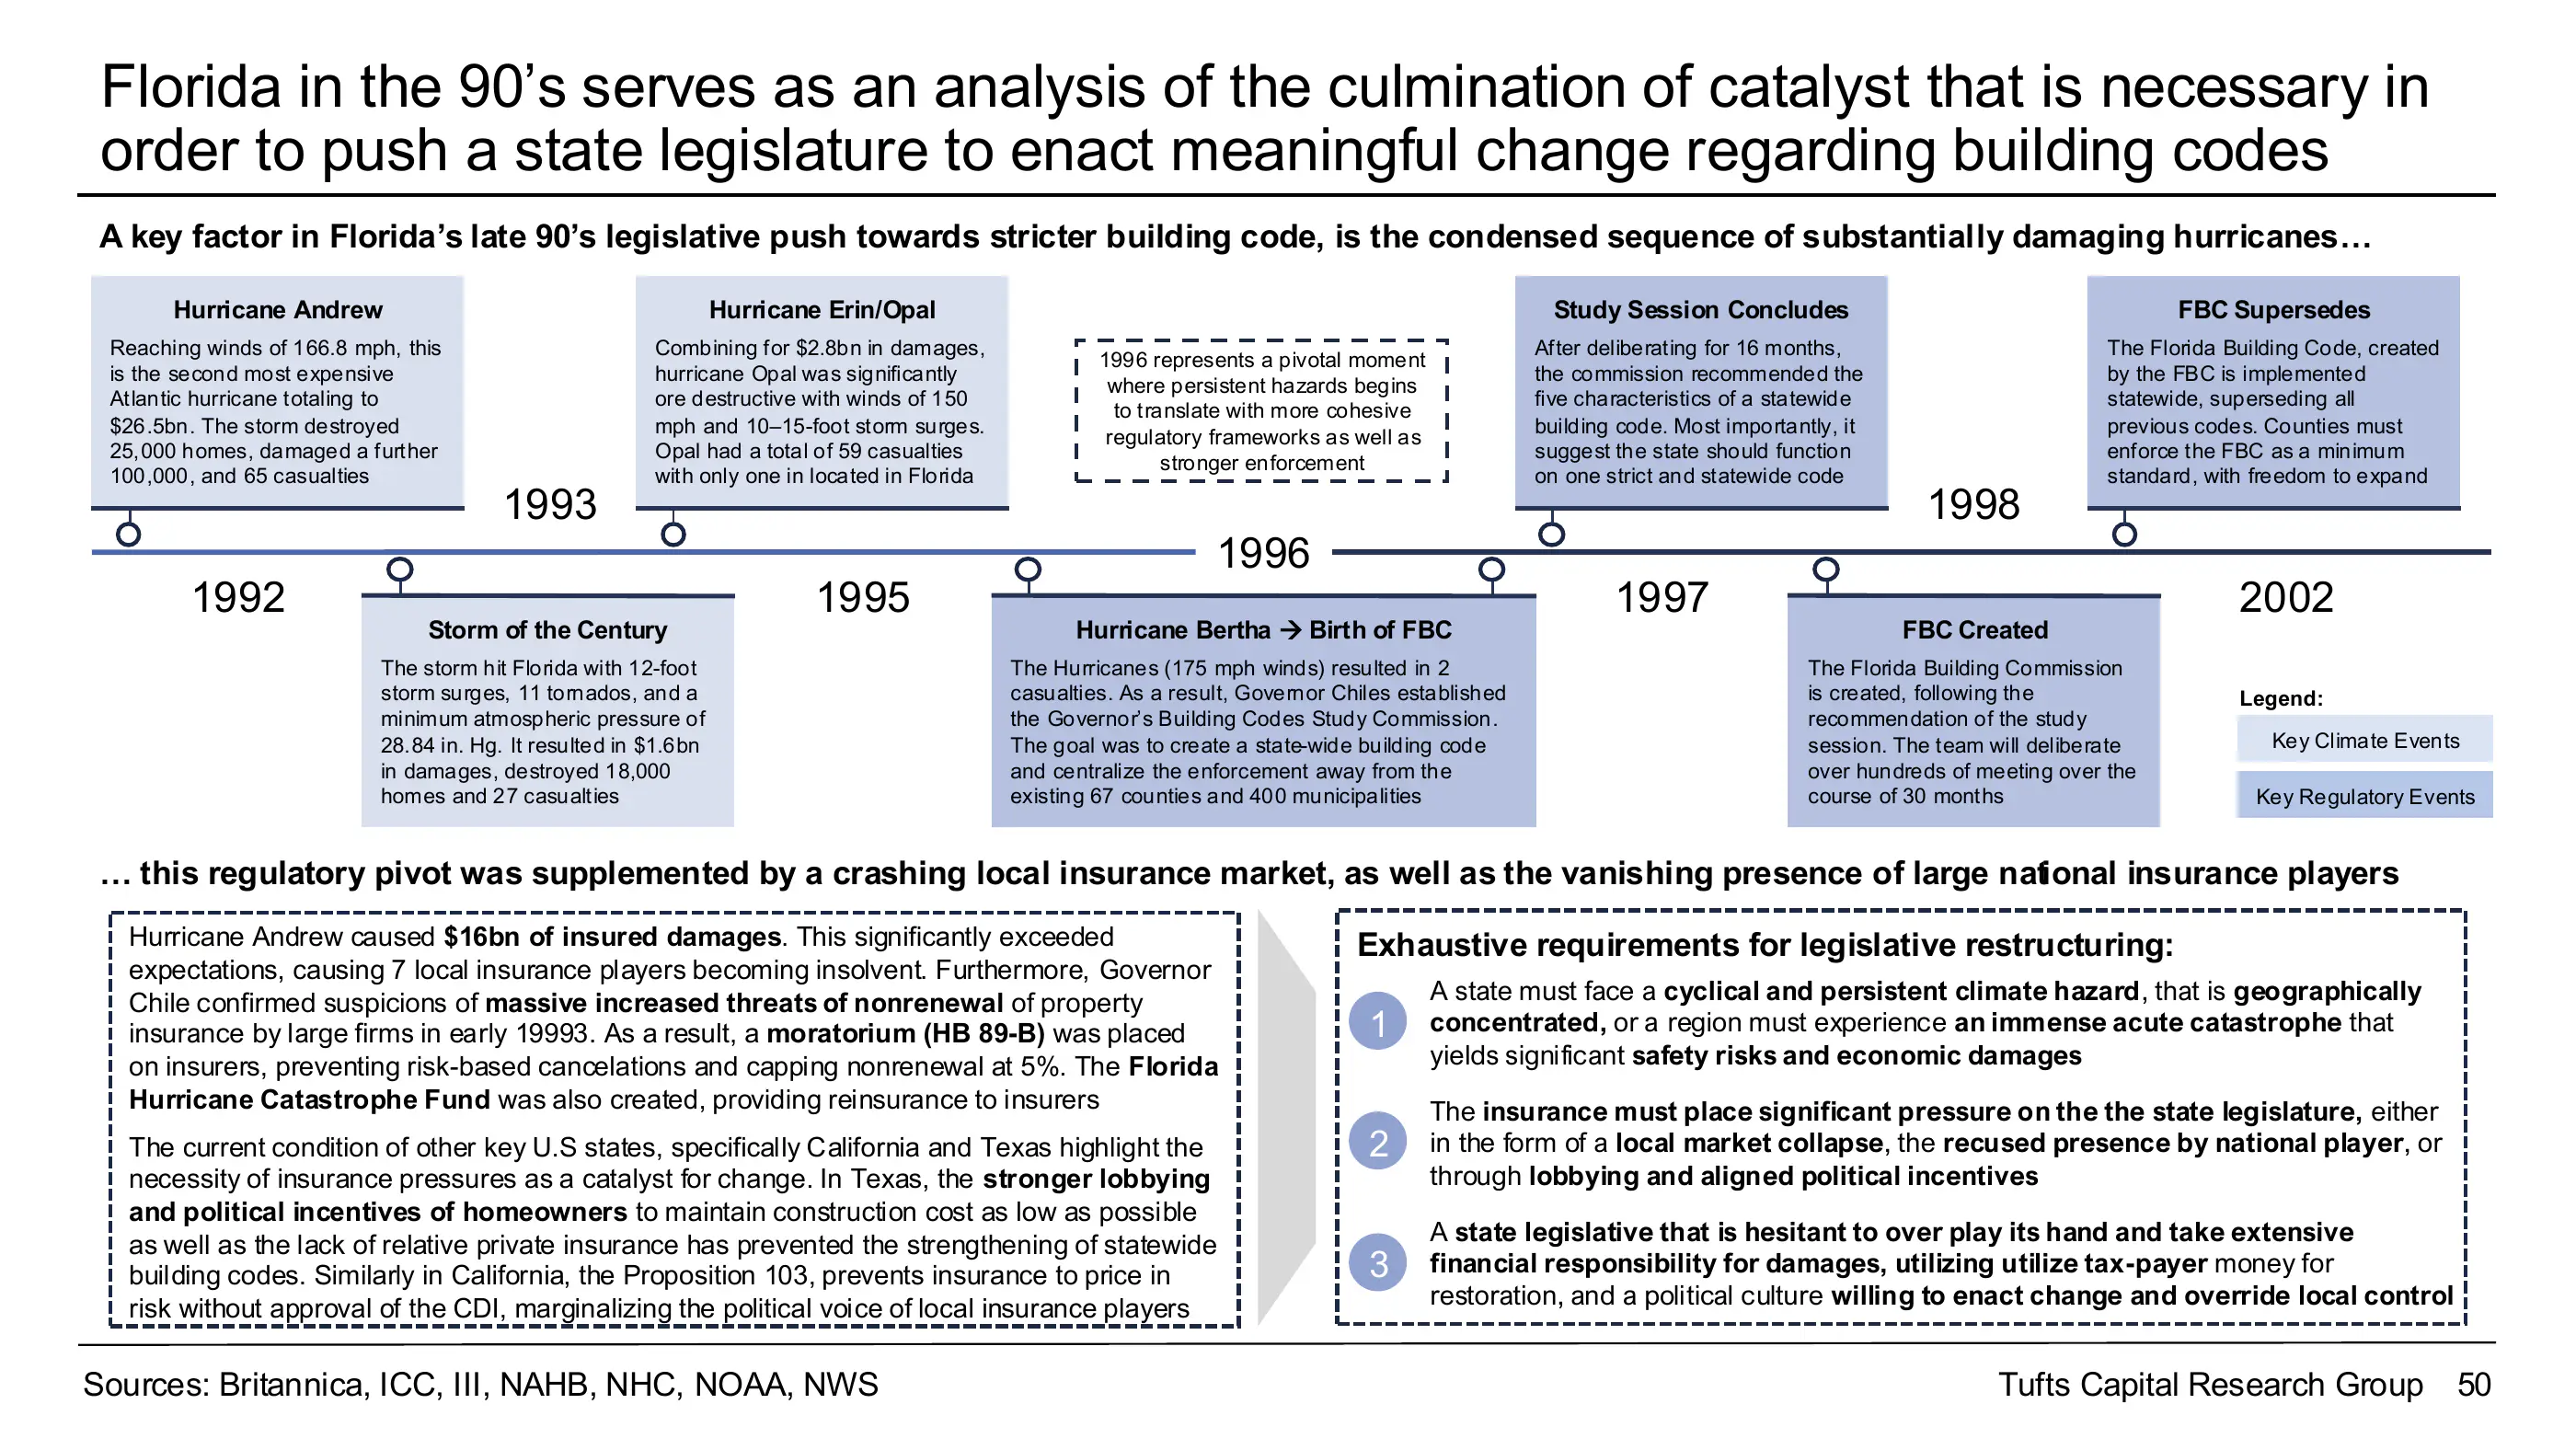 Florida in the 90’s serves as an analysis of the culmination of catalyst that is necessary in
order to push a state legislature to enact meaningful change regarding building codes
A key factor in Florida’s late 90’s legislative push towards stricter building code, is the condensed sequence of substantially damaging hurricanes…
Hurricane Andrew
Reaching winds of 166.8 mph, this
is the second most expensive
Atlantic hurricane totaling to
$26.5bn. The storm destroyed
25,000 homes, damaged a further
100,000, and 65 casualties
1992
1993
Storm of the Century
The storm hit Florida with 12-foot
storm surges, 11 tornados, and a
minimum atmospheric pressure of
28.84 in. Hg. It resulted in $1.6bn
in damages, destroyed 18,000
homes and 27 casualties
Hurricane Erin/Opal
Combining for $2.8bn in damages,
hurricane Opal was significantly
ore destructive with winds of 150
mph and 10–15-foot storm surges.
Opal had a total of 59 casualties
with only one in located in Florida
1995
1996 represents a pivotal moment
where persistent hazards begins
to translate with more cohesive
regulatory frameworks as well as
stronger enforcement
1996
Hurricane Bertha → Birth of FBC
The Hurricanes (175 mph winds) resulted in 2
casualties. As a result, Governor Chiles established
the Governor’s Building Codes Study Commission.
The goal was to create a state-wide building code
and centralize the enforcement away from the
existing 67 counties and 400 municipalities
Study Session Concludes
After deliberating for 16 months,
the commission recommended the
five characteristics of a statewide
building code. Most importantly, it
suggest the state should function
on one strict and statewide code
1997
1998
FBC Created
The Florida Building Commission
is created, following the
recommendation of the study
session. The team will deliberate
over hundreds of meeting over the
course of 30 months
FBC Supersedes
The Florida Building Code, created
by the FBC is implemented
statewide, superseding all
previous codes. Counties must
enforce the FBC as a minimum
standard, with freedom to expand
2002
Legend:
Key Climate Events
Key Regulatory Events
… this regulatory pivot was supplemented by a crashing local insurance market, as well as the vanishing presence of large national insurance players
Hurricane Andrew caused $16bn of insured damages. This significantly exceeded
expectations, causing 7 local insurance players becoming insolvent. Furthermore, Governor
Chile confirmed suspicions of massive increased threats of nonrenewal of property
insurance by large firms in early 19993. As a result, a moratorium (HB 89-B) was placed
on insurers, preventing risk-based cancelations and capping nonrenewal at 5%. The Florida
Hurricane Catastrophe Fund was also created, providing reinsurance to insurers
The current condition of other key U.S states, specifically California and Texas highlight the
necessity of insurance pressures as a catalyst for change. In Texas, the stronger lobbying
and political incentives of homeowners to maintain construction cost as low as possible
as well as the lack of relative private insurance has prevented the strengthening of statewide
building codes. Similarly in California, the Proposition 103, prevents insurance to price in
risk without approval of the CDI, marginalizing the political voice of local insurance players
Exhaustive requirements for legislative restructuring:
1
A state must face a cyclical and persistent climate hazard, that is geographically
concentrated, or a region must experience an immense acute catastrophe that
yields significant safety risks and economic damages
2
The insurance must place significant pressure on the the state legislature, either
in the form of a local market collapse, the recused presence by national player, or
through lobbying and aligned political incentives
3
A state legislative that is hesitant to over play its hand and take extensive
financial responsibility for damages, utilizing utilize tax-payer money for
restoration, and a political culture willing to enact change and override local control
Sources: Britannica, ICC, III, NAHB, NHC, NOAA, NWS
Tufts Capital Research Group 50